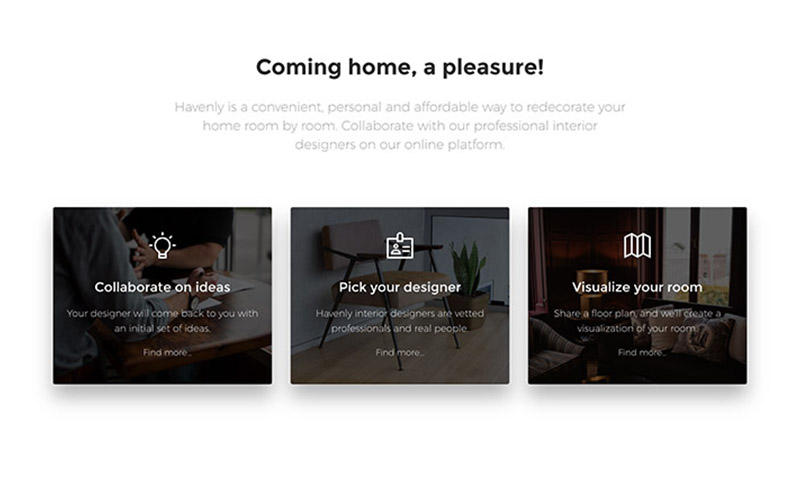 Coming home, a pleasure!
Havenly is a convenient, personal and affordable way to redecorate your
home room by room. Collaborate with our professional interior
designers on our online platform.
Collaborate on ideas
Your designer will come back to you with
an initial set of ideas.
Find more...
Pick your designer
Havenly interior designers are vetted
professionals and real people.
Find more...
Visualize your room
Share a floor plan, and we'll create a
visualization of your room.
Find more...